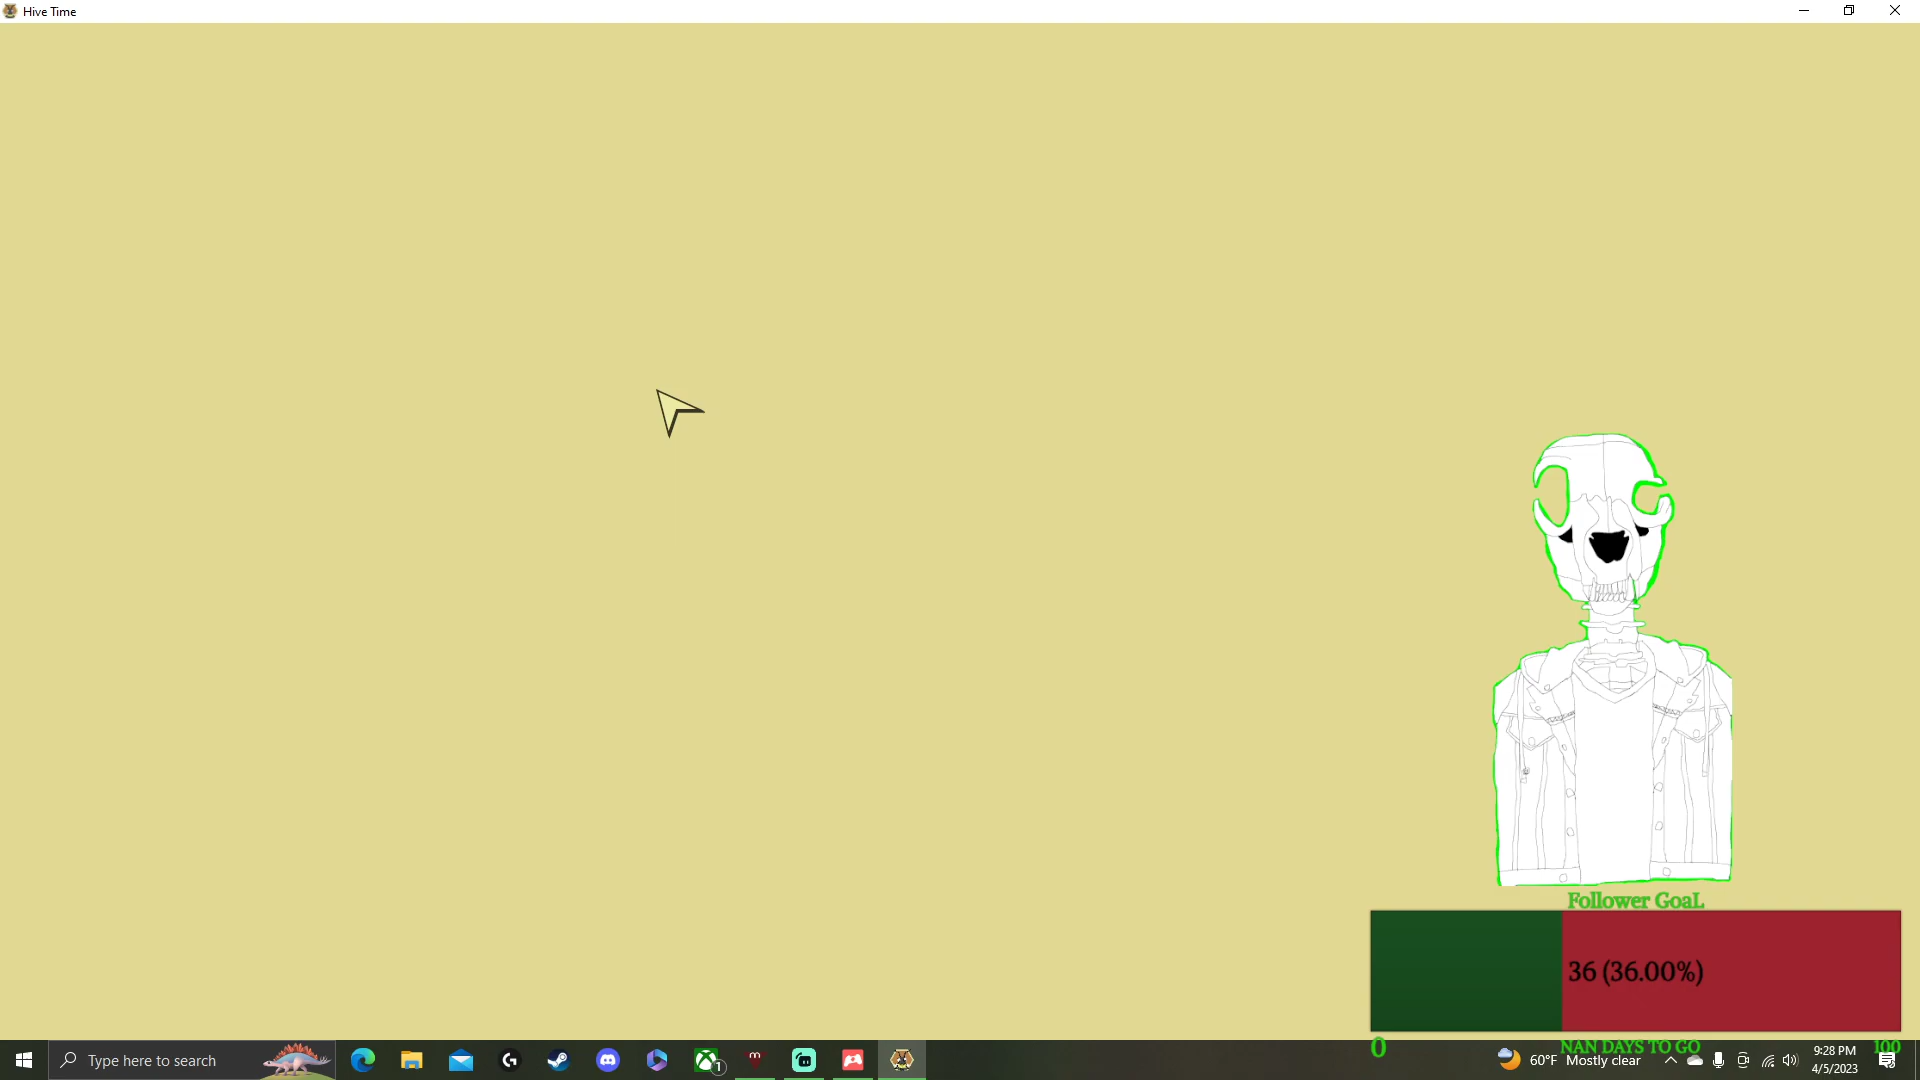 Hive Time
Follower GoaL
36 (36.00%)
0
NAN DAYS TO GO
100
Type here to search
1
60°F Mostly clear
9:28 PM
4/5/2023